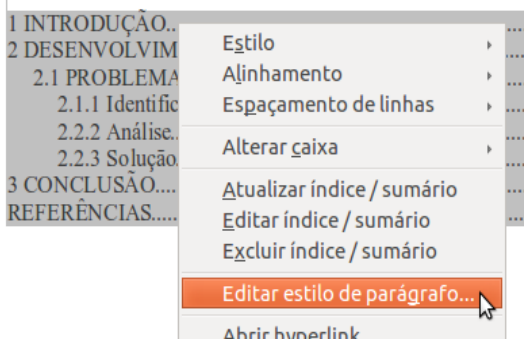 1 INTRODUÇÃO..
2 DESENVOLVIM
2.1 PROBLEMA
2.1.1 Identific
2.2.2 Análise..
2.2.3 Solução.
3 CONCLUSÃO....
REFERÊNCIAS.....
Estilo
Alinhamento
Espaçamento de linhas
Alterar caixa
Atualizar índice / sumário
Editar índice / sumário
Excluir índice / sumário
Editar estilo de parágrafo...
Abrir hyperlink